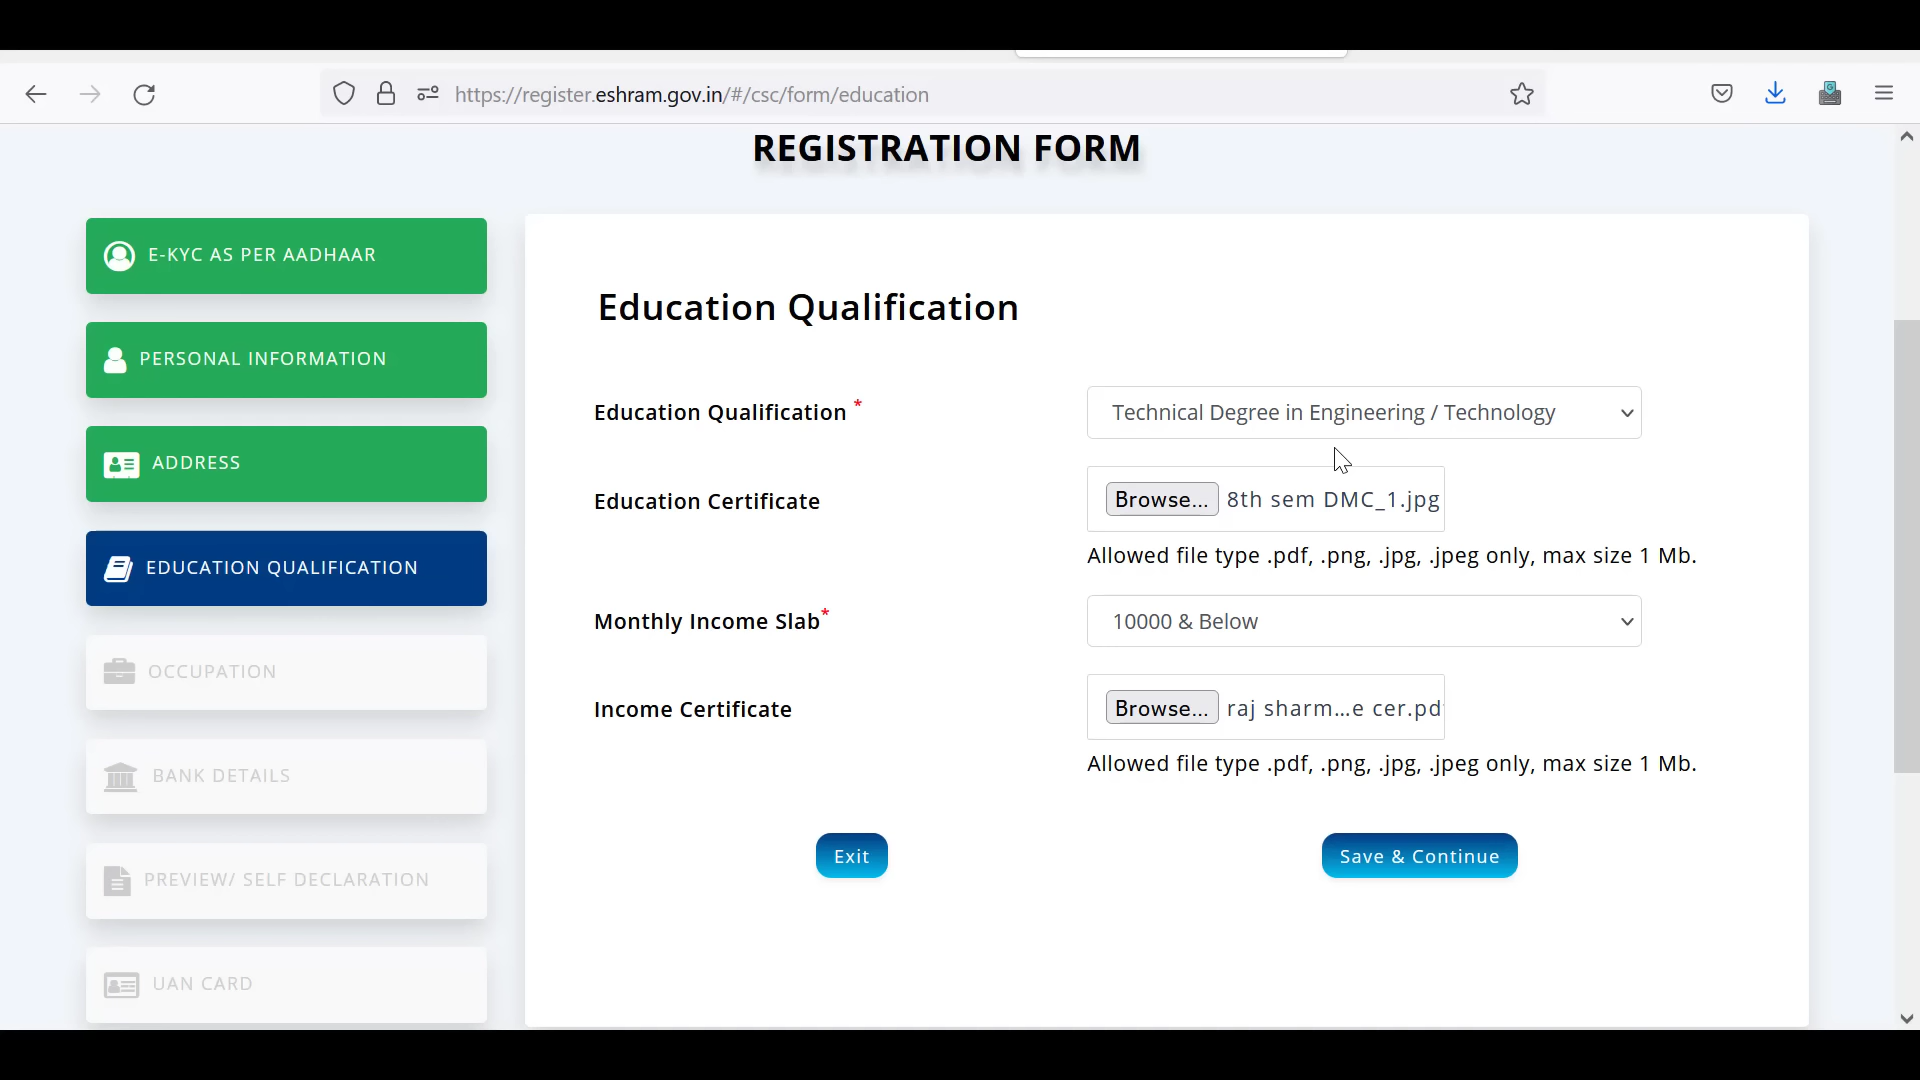 https://register.eshram.gov.in/#/csc/form/education
REGISTRATION FORM
E-KYC AS PER AADHAAR
PERSONAL INFORMATION
ADDRESS
EDUCATION QUALIFICATION
OCCUPATION
BANK DETAILS
PREVIEW/ SELF DECLARATION
UAN CARD
Education Qualification
Education Qualification * Technical Degree in Engineering / Technology
Education Certificate Browse... 8th sem DMC_1.jpg
Allowed file type .pdf, .png, .jpg, .jpeg only, max size 1 Mb.
Monthly Income Slab* 10000 & Below
Income Certificate Browse... raj sharm...e cer.pd
Allowed file type .pdf, .png, .jpg, .jpeg only, max size 1 Mb.
Exit Save & Continue